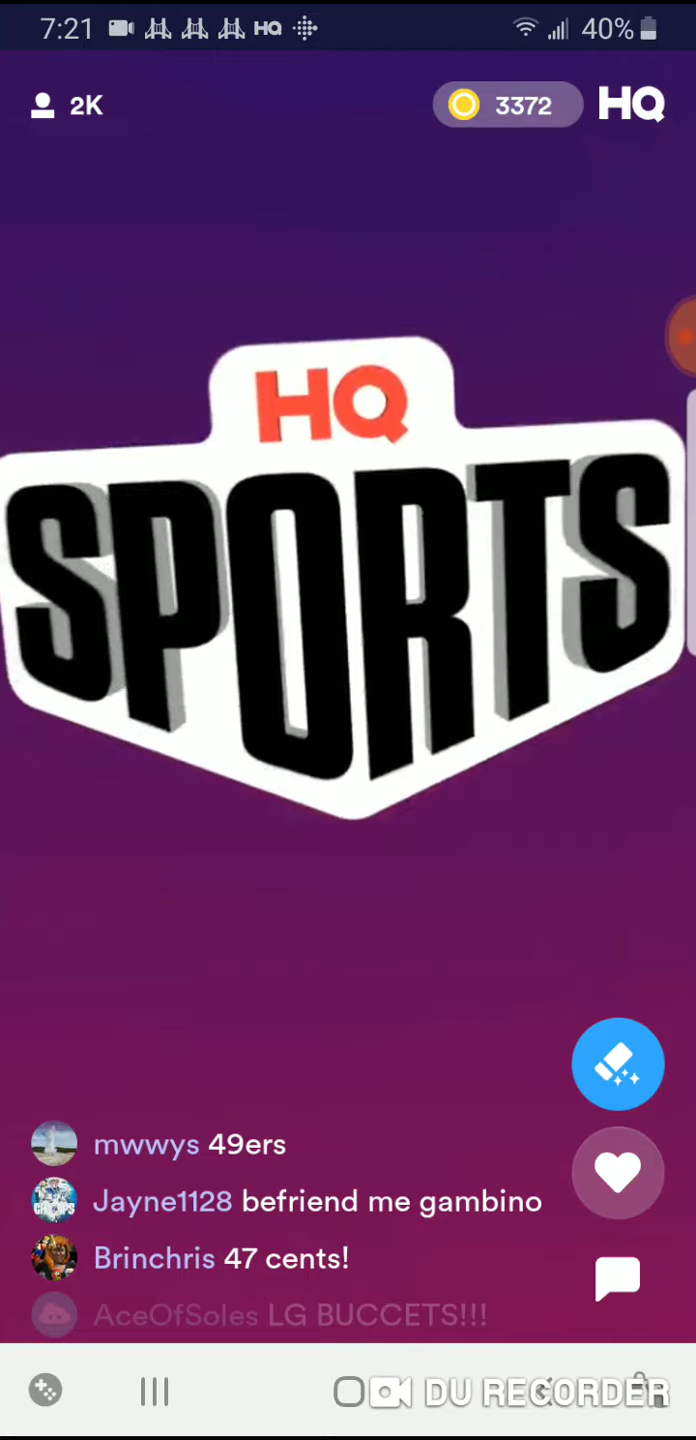 7:21 HQ 40%
2K 3372 HQ
HQ
SPORTS
mwwys 49ers
Jayne1128 befriend me gambino
Brinchris 47 cents!
AceOfSoles LG BUCCETS!!!
DU RECORDER